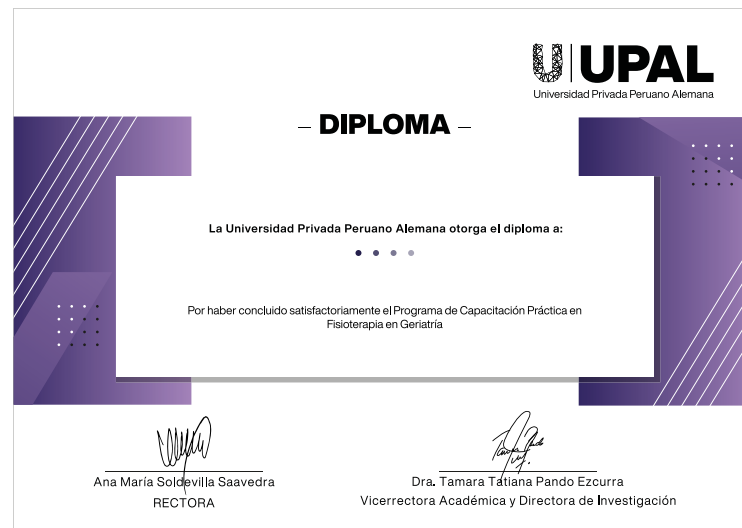 UPAL
Universidad Privada Peruano Alemana
– DIPLOMA –
La Universidad Privada Peruano Alemana otorga el diploma a:
Por haber concluido satisfactoriamente el Programa de Capacitación Práctica en
Fisioterapia en Geriatría
Ana María Soldevilla Saavedra
RECTORA
Dra. Tamara Tatiana Pando Ezcurra
Vicerrectora Académica y Directora de Investigación